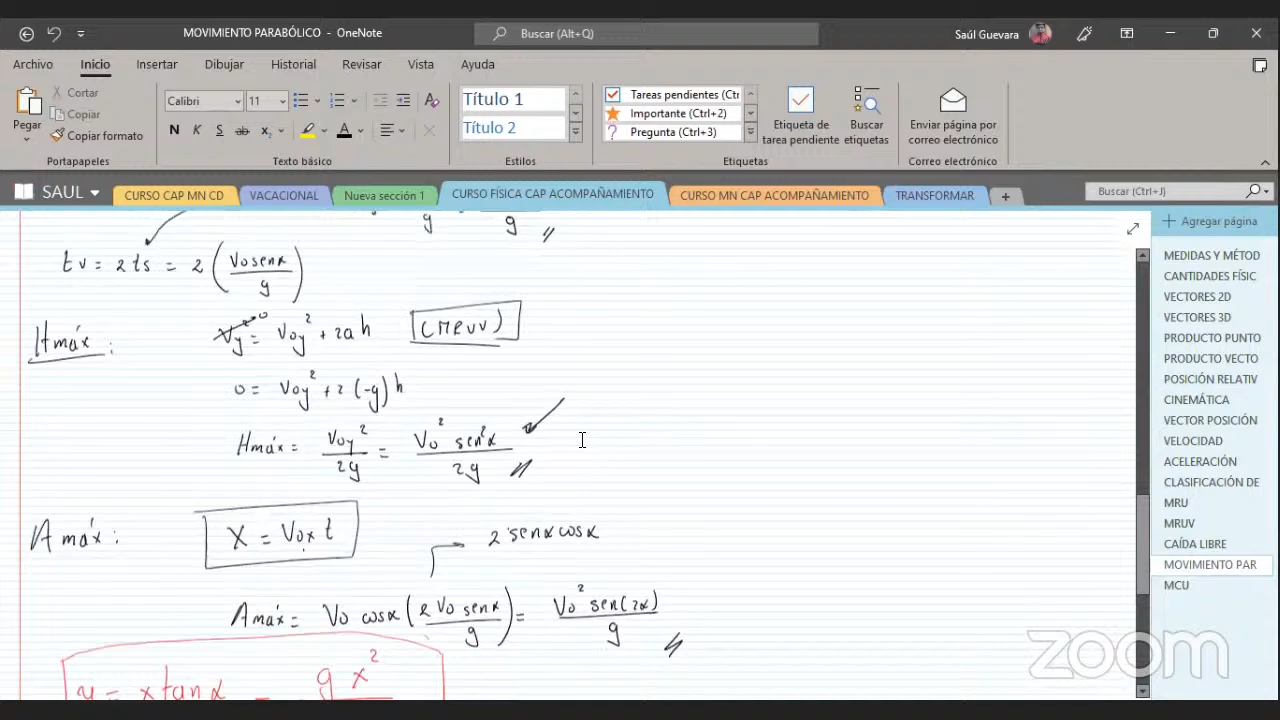 MOVIMIENTO PARABÓLICO - OneNote
Buscar (Alt+Q)
Saúl Guevara
Archivo Inicio Insertar Dibujar Historial Revisar Vista Ayuda
Pegar
Cortar
Copiar
Copiar formato
Portapapeles
Calibri 11
N K S ab x
Texto básico
Título 1
Título 2
Estilos
Tareas pendientes (Ctr
Importante (Ctrl+2)
Pregunta (Ctrl+3)
Etiqueta de tarea pendiente
Buscar etiquetas
Etiquetas
Enviar página por correo electrónico
Correo electrónico
SAUL
CURSO CAP MN CD VACACIONAL Nueva sección 1 CURSO FÍSICA CAP ACOMPAÑAMIENTO CURSO MN CAP ACOMPAÑAMIENTO TRANSFORMAR +
Buscar (Ctrl+J)
g g
tv = 2ts = 2 (Vo senα / g)
Hmáx: Vy² = Voy² + 2ah (MRUV)
0
0 = Voy² + 2(-g)h
Hmáx = Voy² / 2g = Vo² sen²α / 2g
Amáx: X = Vox t
2 senα cosα
Amáx = Vo cosα (2 Vo senα / g) = Vo² sen(2α) / g
y = x tanα - g x²
Agregar página
MEDIDAS Y MÉTOD
CANTIDADES FÍSIC
VECTORES 2D
VECTORES 3D
PRODUCTO PUNTO
PRODUCTO VECTO
POSICIÓN RELATIV
CINEMÁTICA
VECTOR POSICIÓN
VELOCIDAD
ACELERACIÓN
CLASIFICACIÓN DE
MRU
MRUV
CAÍDA LIBRE
MOVIMIENTO PAR
MCU
zoom